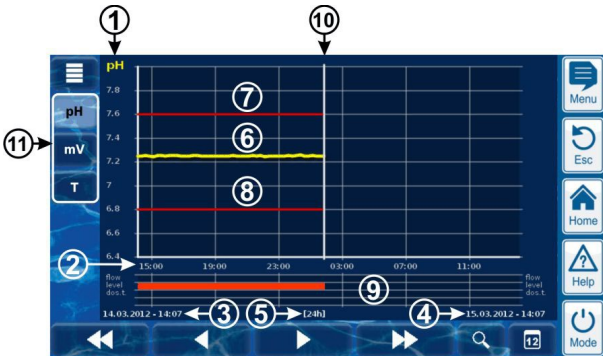 1
10
pH
7.8
7.6
7.4
7.2
7
6.8
6.6
6.4
7
6
8
11
pH
mV
T
2
15:00 19:00 23:00 03:00 07:00 11:00
flow
level
dos.t.
9
flow
level
dos.t.
14.03.2012 - 14:07 3 5 [24h] 4 15.03.2012 - 14:07
12
Menu
Esc
Home
Help
Mode